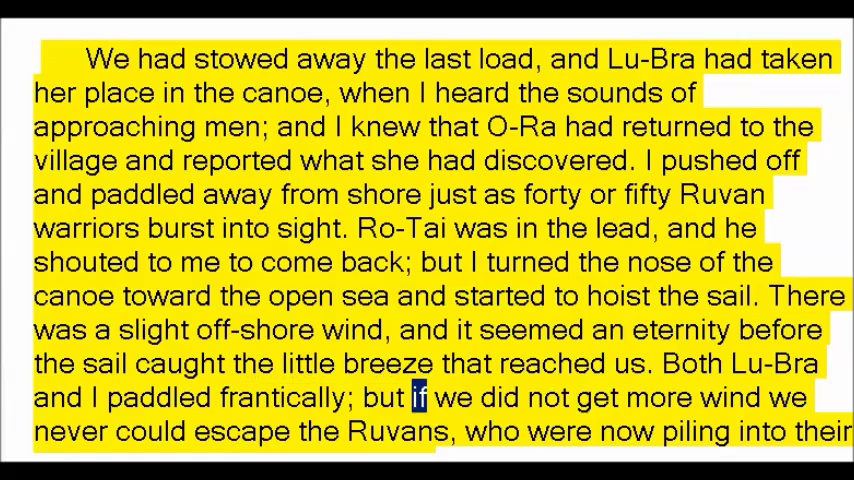 We had stowed away the last load, and Lu-Bra had taken
her place in the canoe, when I heard the sounds of
approaching men; and I knew that O-Ra had returned to the
village and reported what she had discovered. I pushed off
and paddled away from shore just as forty or fifty Ruvan
warriors burst into sight. Ro-Tai was in the lead, and he
shouted to me to come back; but I turned the nose of the
canoe toward the open sea and started to hoist the sail. There
was a slight off-shore wind, and it seemed an eternity before
the sail caught the little breeze that reached us. Both Lu-Bra
and I paddled frantically; but if we did not get more wind we
never could escape the Ruvans, who were now piling into their